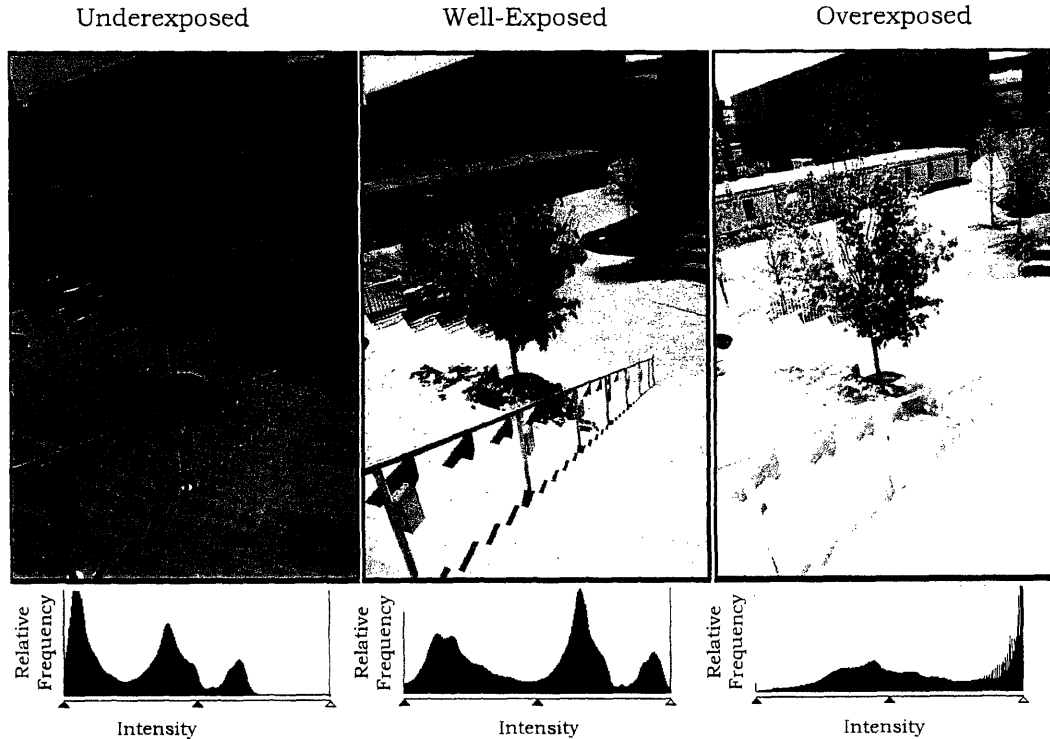 Underexposed
Well-Exposed
Overexposed
Relative
Frequency
Intensity
Relative
Frequency
Intensity
Relative
Frequency
Intensity